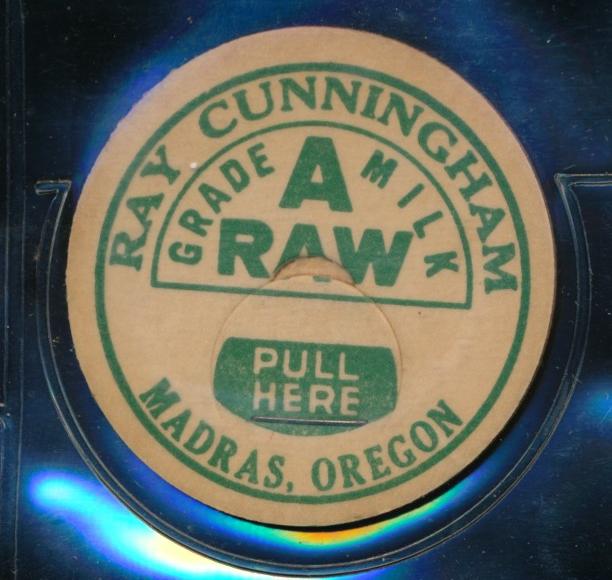 RAY CUNNINGHAM
GRADE A MILK
RAW
PULL
HERE
MADRAS, OREGON